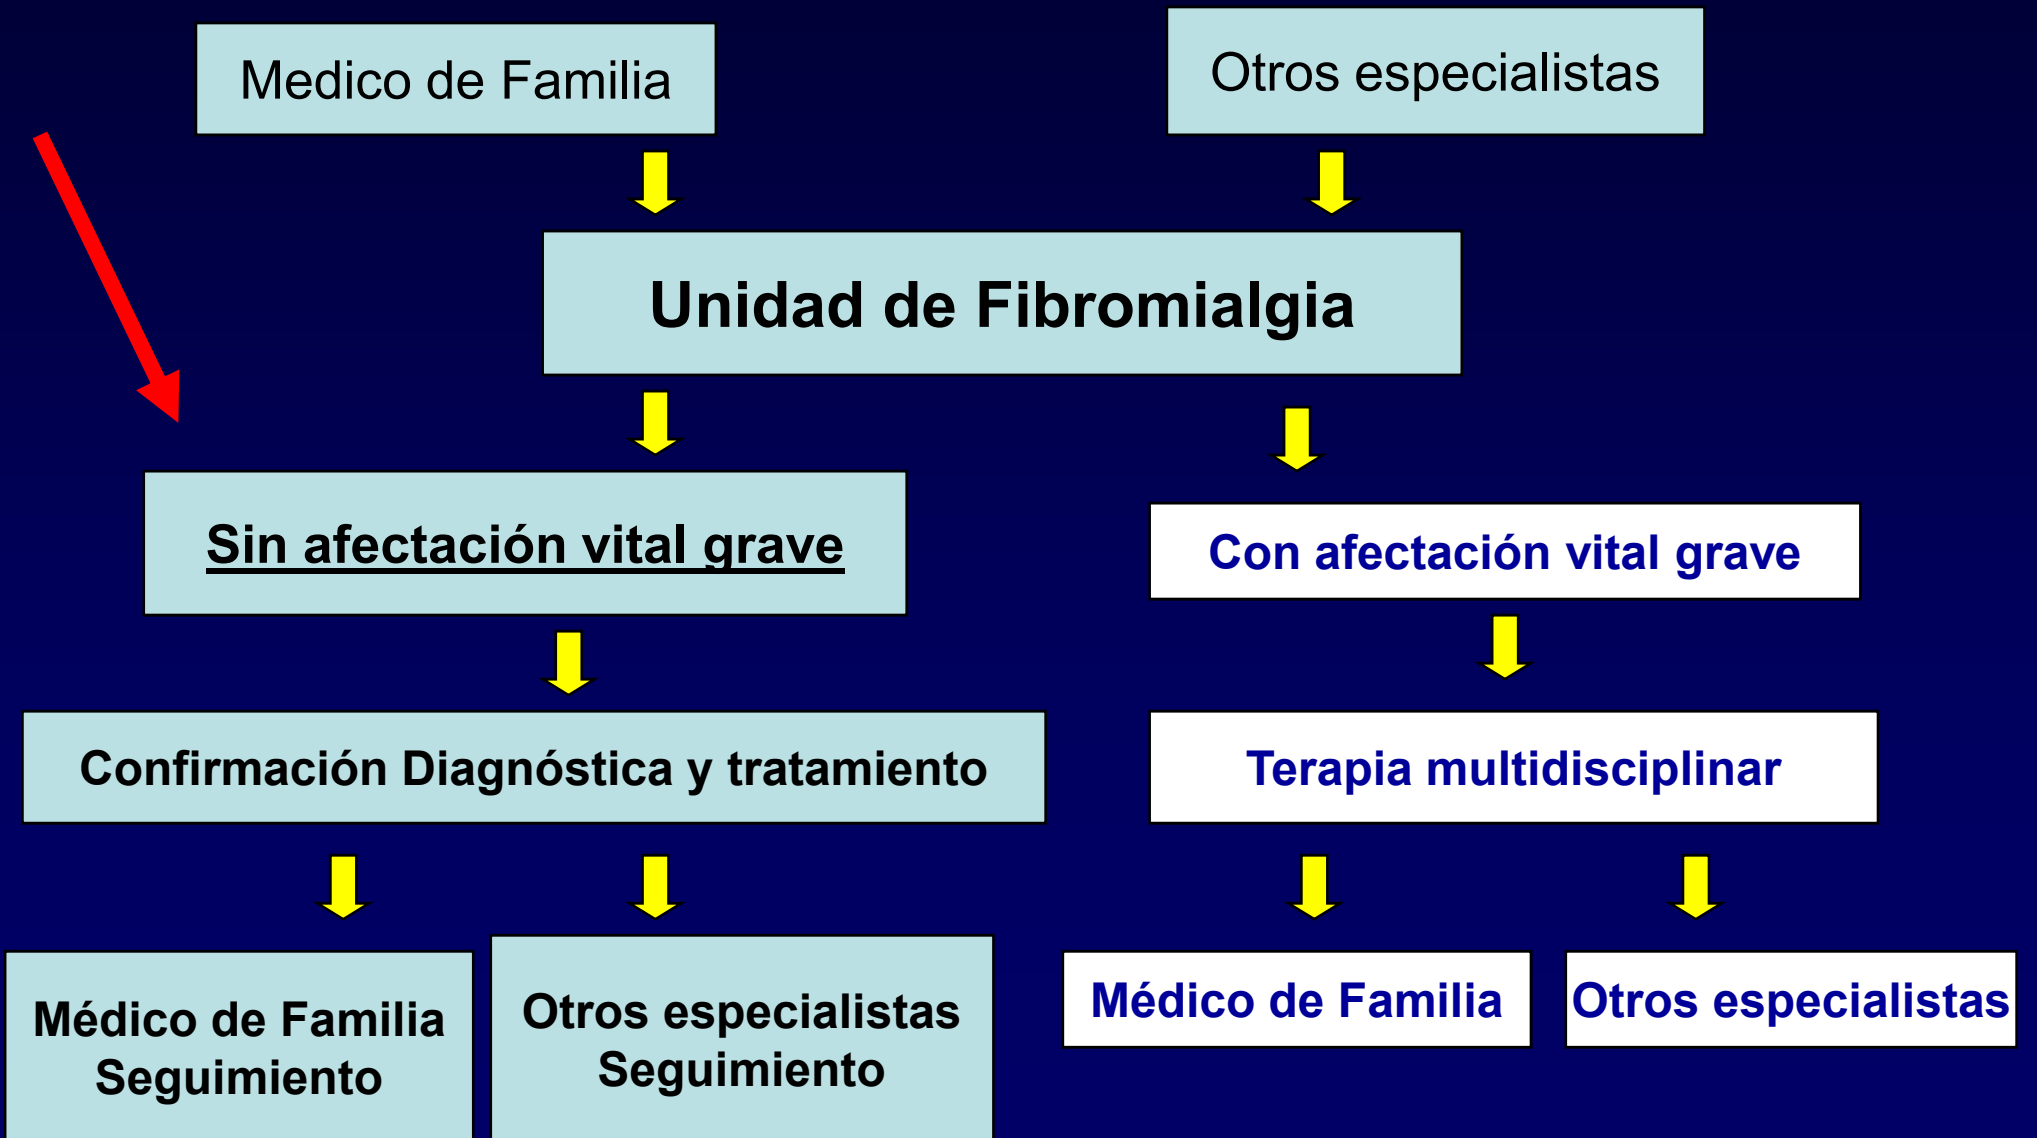 Medico de Familia
Otros especialistas
Unidad de Fibromialgia
Sin afectación vital grave
Con afectación vital grave
Confirmación Diagnóstica y tratamiento
Terapia multidisciplinar
Médico de Familia
Seguimiento
Otros especialistas
Seguimiento
Médico de Familia
Otros especialistas